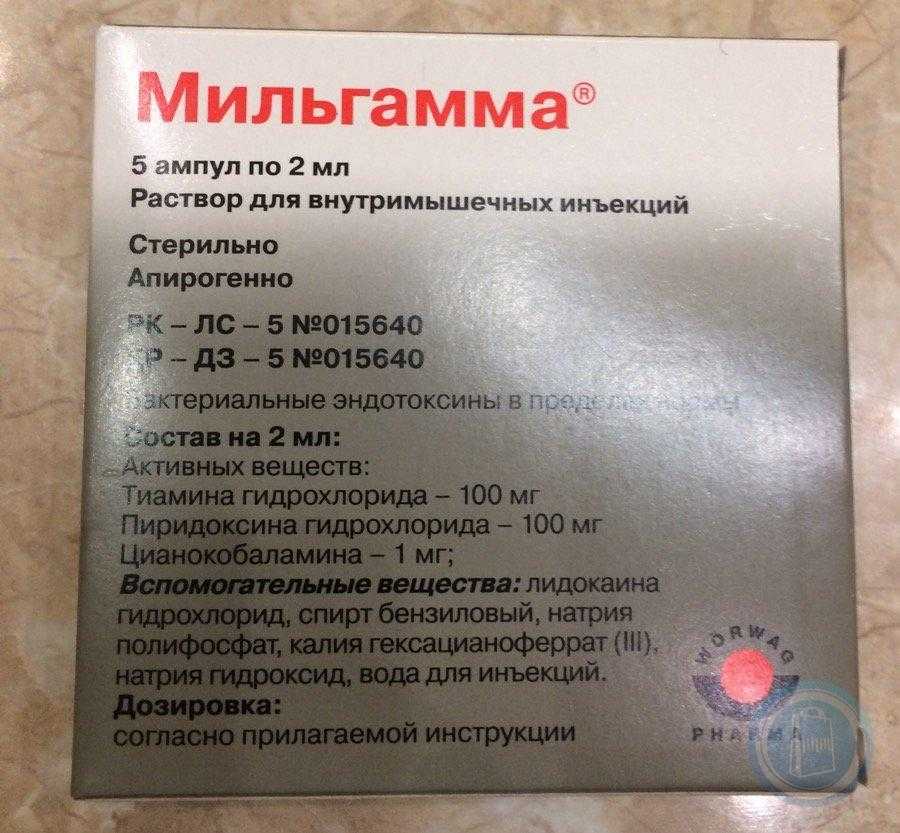 Мильгамма®
5 ампул по 2 мл
Раствор для внутримышечных инъекций
Стерильно
Апирогенно
РК – ЛС – 5 №015640
КР – ДЗ – 5 №015640
Бактериальные эндотоксины в пределах нормы
Состав на 2 мл:
Активных веществ:
Тиамина гидрохлорида – 100 мг
Пиридоксина гидрохлорида – 100 мг
Цианокобаламина – 1 мг;
Вспомогательные вещества: лидокаина
гидрохлорид, спирт бензиловый, натрия
полифосфат, калия гексацианоферрат (III),
натрия гидроксид, вода для инъекций.
Дозировка:
согласно прилагаемой инструкции
WÖRWAG
PHARMA